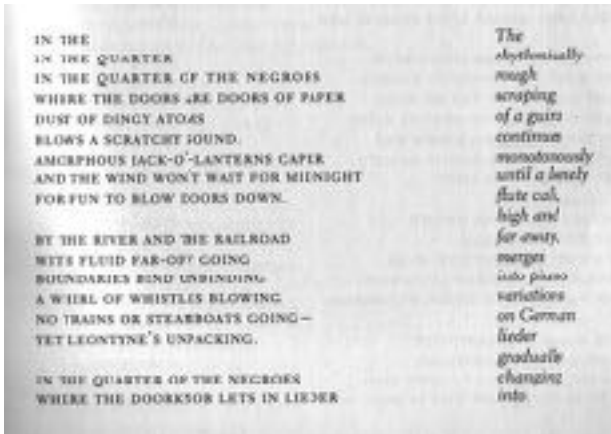 IN THE
IN THE QUARTER
IN THE QUARTER OF THE NEGROES
WHERE THE DOORS ARE DOORS OF PAPER
DUST OF DINGY ATOMS
BLOWS A SCRATCHY SOUND.
AMORPHOUS JACK-O'-LANTERNS CAPER
AND THE WIND WON'T WAIT FOR MIDNIGHT
FOR FUN TO BLOW DOORS DOWN.
BY THE RIVER AND THE RAILROAD
WITH FLUID FAR-OFF GOING
BOUNDARIES BIND UNBINDING
A WHIRL OF WHISTLES BLOWING
NO TRAINS OR STEAMBOATS GOING—
YET LEONTYNE'S UNPACKING.
IN THE QUARTER OF THE NEGROES
WHERE THE DOORKNOB LETS IN LIEDER
The
rhythmically
rough
scraping
of a guira
continues
monotonously
until a lonely
flute call,
high and
far away,
merges
into piano
variations
on German
lieder
gradually
changing
into